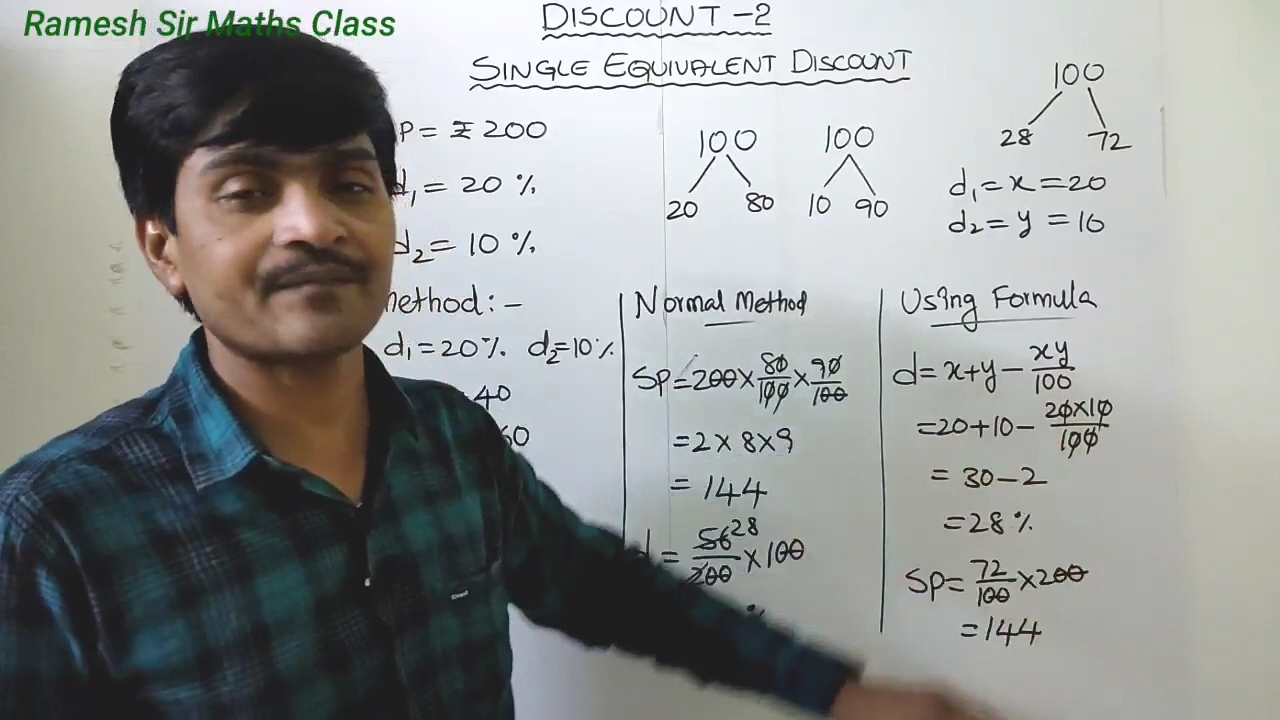 Ramesh Sir Maths Class
DISCOUNT -2
SINGLE EQUIVALENT DISCOUNT
P = ₹ 200
d₁ = 20 %
d₂ = 10 %
100
20 80
100
10 90
100
28 72
d₁ = x = 20
d₂ = y = 10
method :-
d₁ = 20% d₂=10%
40
60
Normal Method
SP = 200 × 80/100 × 90/100
= 2 × 8 × 9
= 144
d = 56/200 × 100
28
%
Using Formula
d = x+y - xy/100
= 20+10 - 20×10/100
= 30-2
= 28 %
SP = 72/100 × 200
= 144